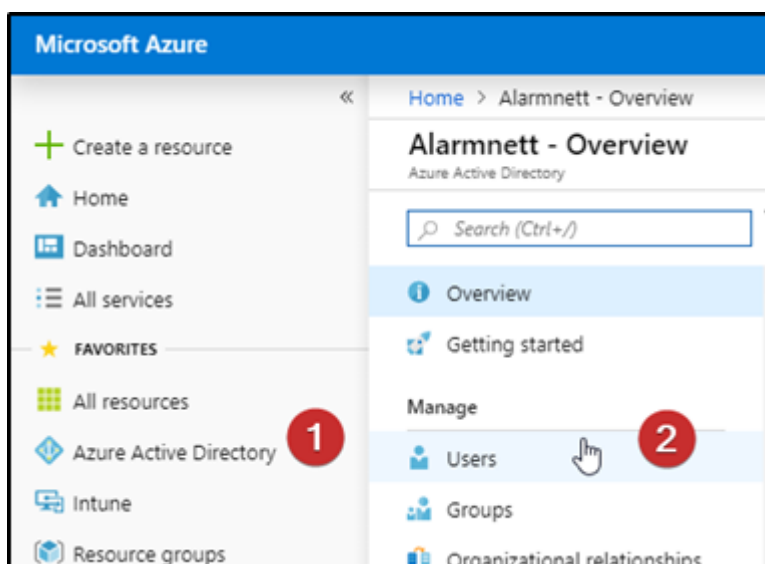 Microsoft Azure
«
Create a resource
Home
Dashboard
All services
FAVORITES
All resources
Azure Active Directory
1
Intune
Resource groups
Home > Alarmnett - Overview
Alarmnett - Overview
Azure Active Directory
Search (Ctrl+/)
Overview
Getting started
Manage
Users
2
Groups
Organizational relationships